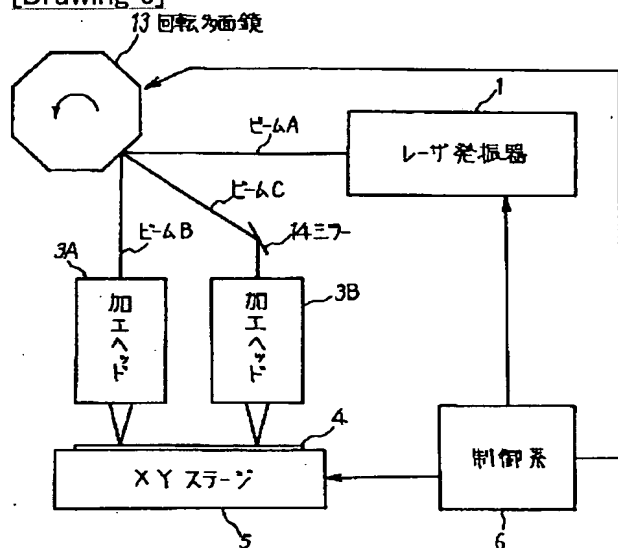 [Drawing 6]
13 回転多面鏡
1
ビームA
レーザ発振器
ビームC
14 ミラー
ビームB
3A
3B
加工ヘッド
加工ヘッド
4
XYステージ
制御系
5
6